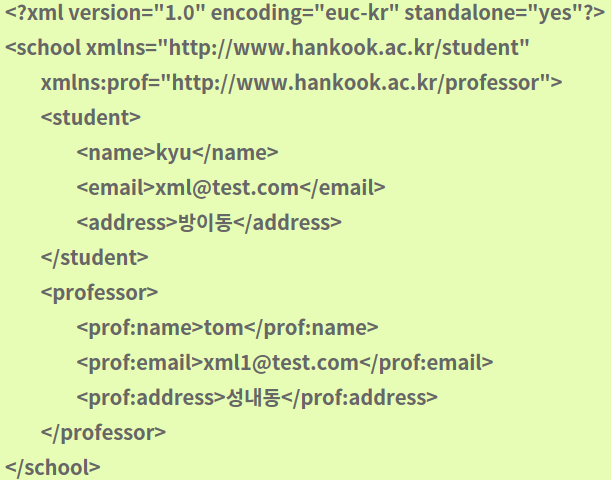 <?xml version="1.0" encoding="euc-kr" standalone="yes"?>
<school xmlns="http://www.hankook.ac.kr/student"
xmlns:prof="http://www.hankook.ac.kr/professor">
<student>
<name>kyu</name>
<email>xml@test.com</email>
<address>방이동</address>
</student>
<professor>
<prof:name>tom</prof:name>
<prof:email>xml1@test.com</prof:email>
<prof:address>성내동</prof:address>
</professor>
</school>